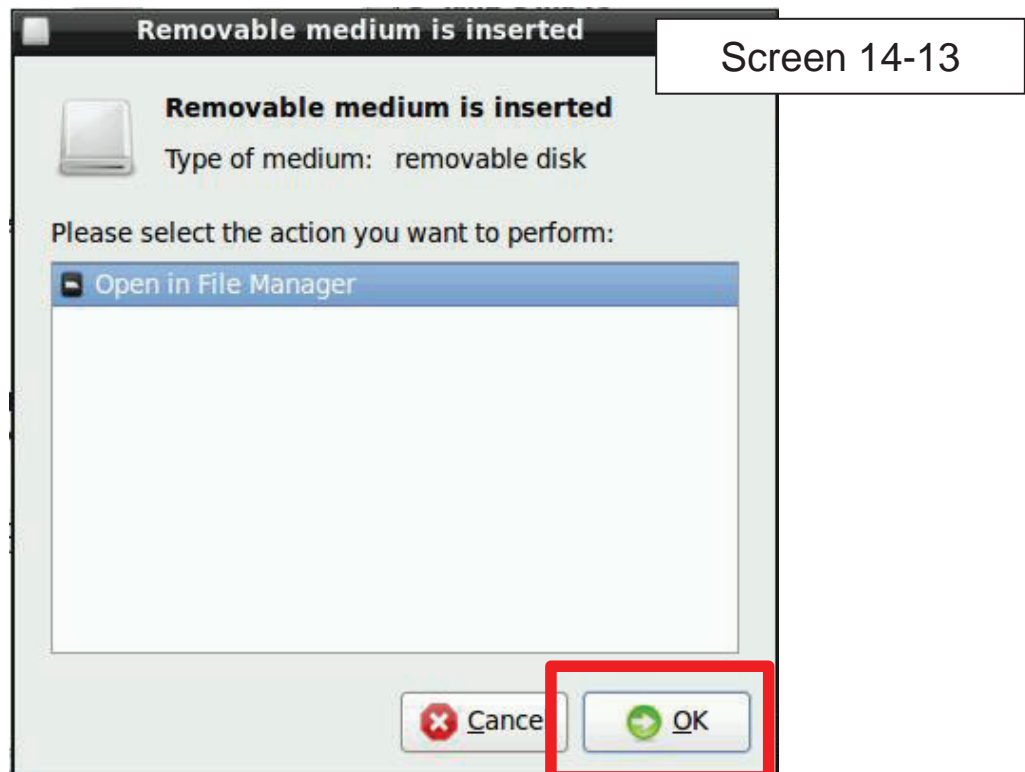 Removable medium is inserted
Screen 14-13
Removable medium is inserted
Type of medium: removable disk
Please select the action you want to perform:
Open in File Manager
Cance
OK